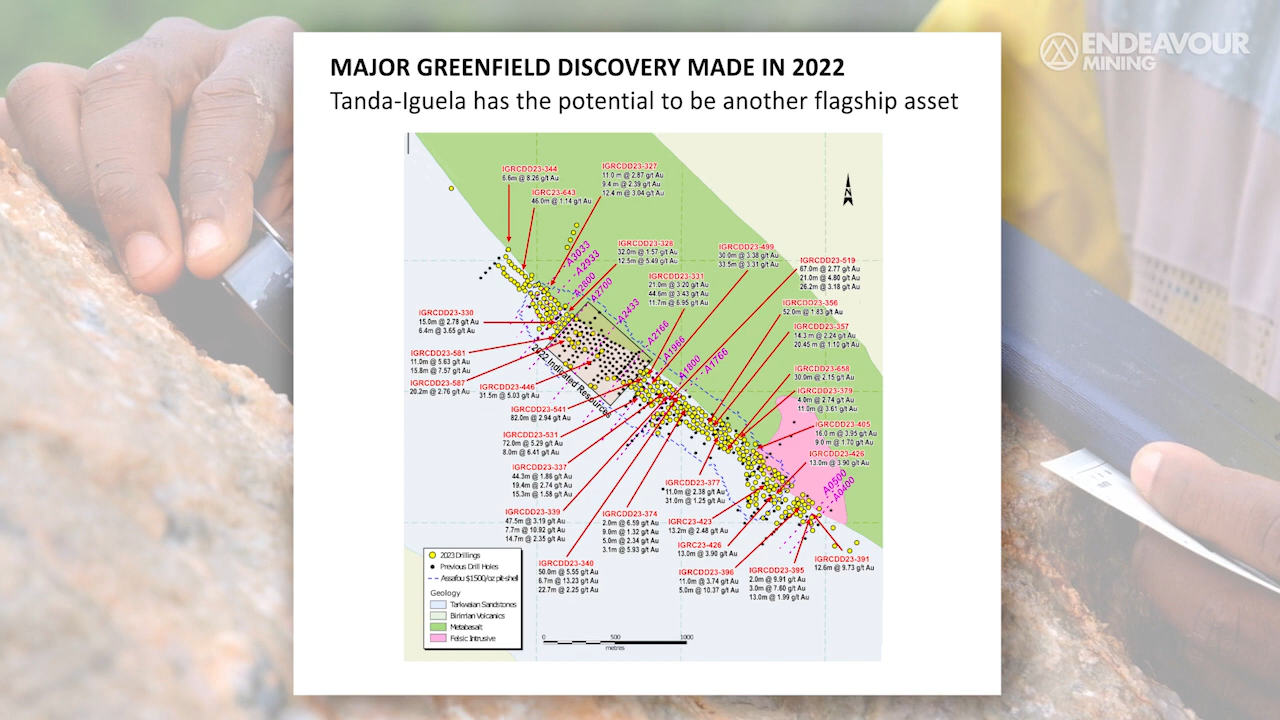 ENDEAVOUR
MINING
MAJOR GREENFIELD DISCOVERY MADE IN 2022
Tanda-Iguela has the potential to be another flagship asset
IGRCDD23-344
6.6m @ 8.26 g/t Au
IGRC23-643
46.0m @ 1.14 g/t Au
IGRCDD23-327
11.0 m @ 2.87 g/t Au
9.4 m @ 2.39 g/t Au
12.4 m @ 3.04 g/t Au
IGRCDD23-328
32.0m @ 1.57 g/t Au
12.5m @ 5.49 g/t Au
IGRCDD23-499
30.0m @ 3.38 g/t Au
33.5m @ 3.31 g/t Au
IGRCDD23-519
67.0m @ 2.77 g/t Au
21.0m @ 4.80 g/t Au
26.2m @ 3.18 g/t Au
IGRCDD23-331
21.0m @ 3.20 g/t Au
44.6m @ 3.43 g/t Au
11.7m @ 6.95 g/t Au
IGRCDD23-356
52.0m @ 1.83 g/t Au
IGRCDD23-357
14.3 m @ 2.24 g/t Au
20.45 m @ 1.10 g/t Au
IGRCDD23-658
30.0m @ 2.15 g/t Au
IGRCDD23-379
4.0m @ 2.74 g/t Au
11.0m @ 3.61 g/t Au
IGRCDD23-405
16.0 m @ 3.95 g/t Au
9.0 m @ 1.70 g/t Au
IGRCDD23-426
13.0m @ 3.90 g/t Au
A3033
A2933
A2800
A2700
A2433
A2166
A1966
A1800
A1766
A0500
A0400
2022 Indicated Resources
IGRCDD23-330
15.0m @ 2.78 g/t Au
6.4m @ 3.65 g/t Au
IGRCDD23-581
11.0m @ 5.63 g/t Au
15.8m @ 7.57 g/t Au
IGRCDD23-587
20.2m @ 2.76 g/t Au
IGRCDD23-446
31.5m @ 5.03 g/t Au
IGRCDD23-541
82.0m @ 2.94 g/t Au
IGRCDD23-531
72.0m @ 5.29 g/t Au
8.0m @ 6.41 g/t Au
IGRCDD23-337
44.3m @ 1.86 g/t Au
19.4m @ 2.74 g/t Au
15.3m @ 1.58 g/t Au
IGRCDD23-339
47.5m @ 3.19 g/t Au
7.7m @ 10.92 g/t Au
14.7m @ 2.35 g/t Au
IGRCDD23-340
50.0m @ 5.55 g/t Au
6.7m @ 13.23 g/t Au
22.7m @ 2.25 g/t Au
IGRCDD23-374
2.0m @ 6.59 g/t Au
9.0m @ 1.32 g/t Au
5.0m @ 2.34 g/t Au
3.1m @ 5.93 g/t Au
IGRCDD23-377
11.0m @ 2.38 g/t Au
31.0m @ 1.25 g/t Au
IGRCDD23-423
13.2m @ 2.48 g/t Au
IGRC23-426
13.0m @ 3.90 g/t Au
IGRCDD23-396
11.0m @ 3.74 g/t Au
5.0m @ 10.37 g/t Au
IGRCDD23-395
2.0m @ 9.91 g/t Au
3.0m @ 7.60 g/t Au
13.0m @ 1.99 g/t Au
IGRCDD23-391
12.6m @ 9.73 g/t Au
2023 Drillings
Previous Drill Holes
Assafou $1500/oz pit-shell
Geology
Tarkwaian Sandstones
Birimian Volcanics
Metabasalt
Felsic Intrusive
0 500 1000
metres